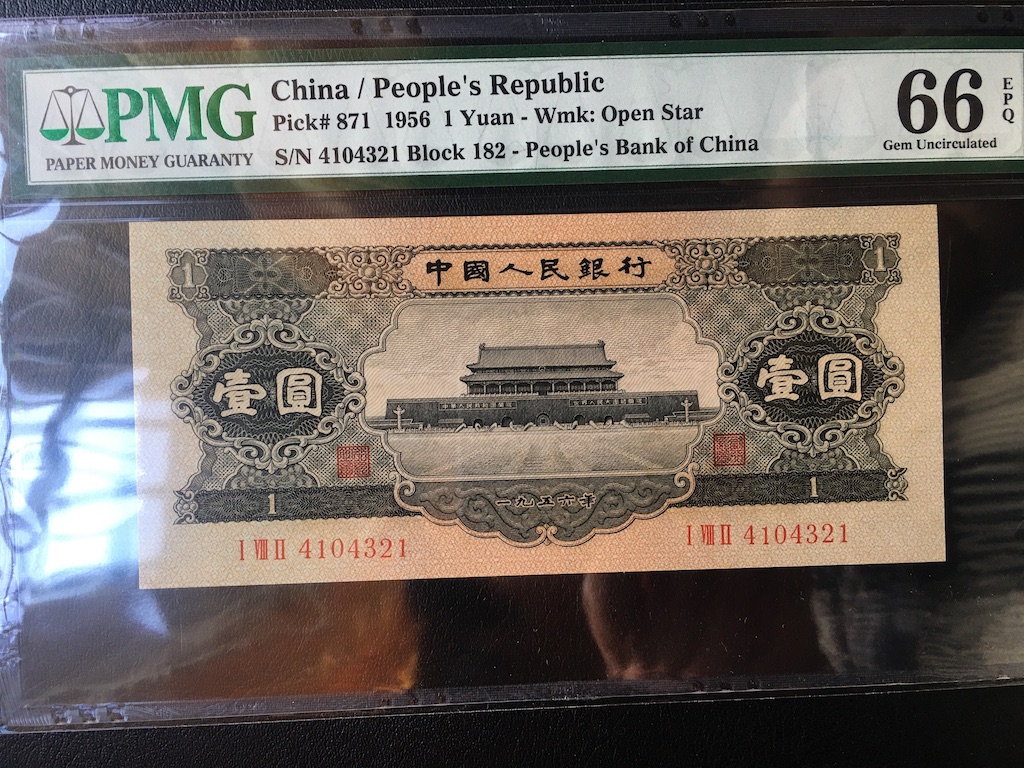 PMG
PAPER MONEY GUARANTY
China / People's Republic
Pick# 871 1956 1 Yuan - Wmk: Open Star
S/N 4104321 Block 182 - People's Bank of China
66
EPQ
Gem Uncirculated
1
中國人民銀行
1
壹圓
壹圓
1
一九五六年
1
I VIII II 4104321
I VIII II 4104321